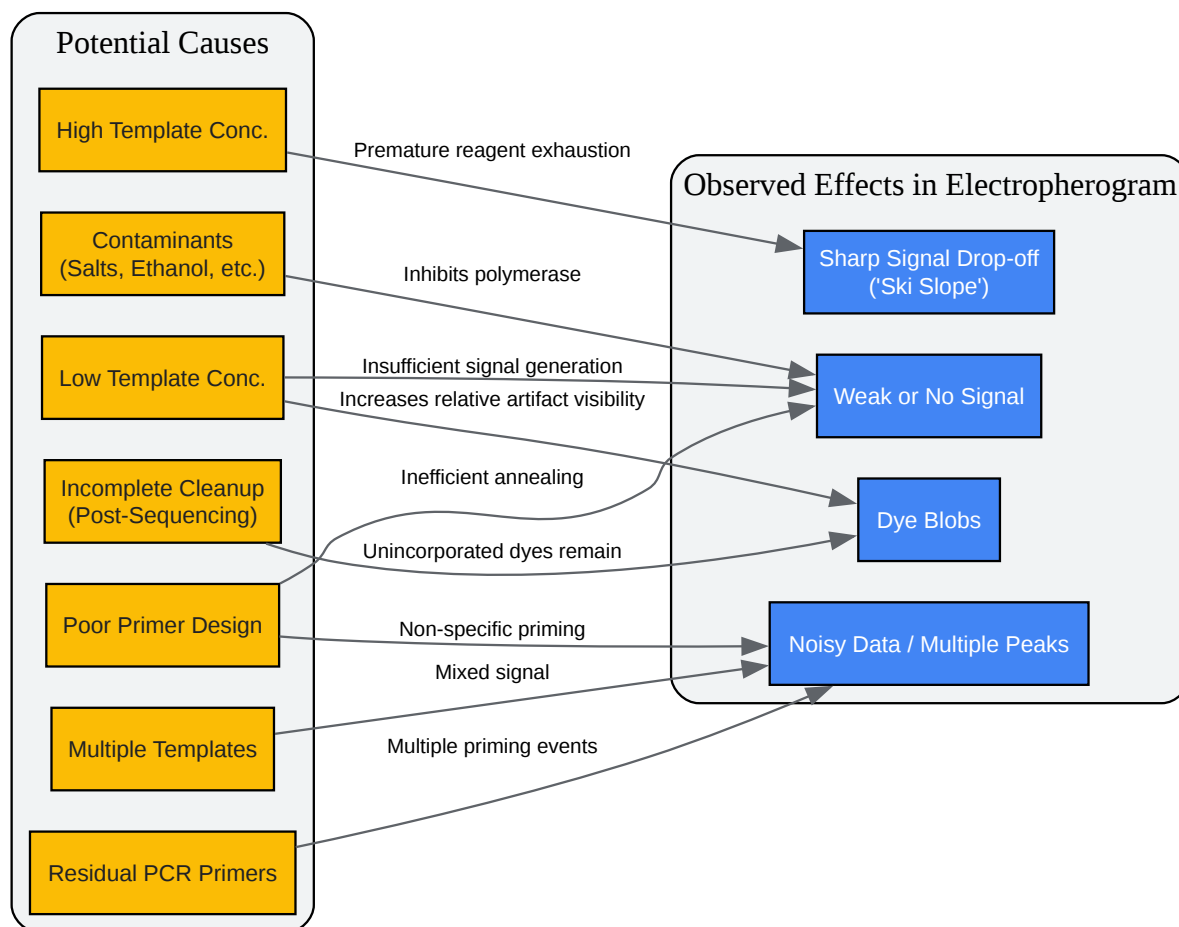 Potential Causes
High Template Conc.
Contaminants
(Salts, Ethanol, etc.)
Low Template Conc.
Incomplete Cleanup
(Post-Sequencing)
Poor Primer Design
Multiple Templates
Residual PCR Primers
Premature reagent exhaustion
Inhibits polymerase
Insufficient signal generation
Increases relative artifact visibility
Inefficient annealing
Unincorporated dyes remain
Non-specific priming
Mixed signal
Multiple priming events
Observed Effects in Electropherogram
Sharp Signal Drop-off
('Ski Slope')
Weak or No Signal
Dye Blobs
Noisy Data / Multiple Peaks